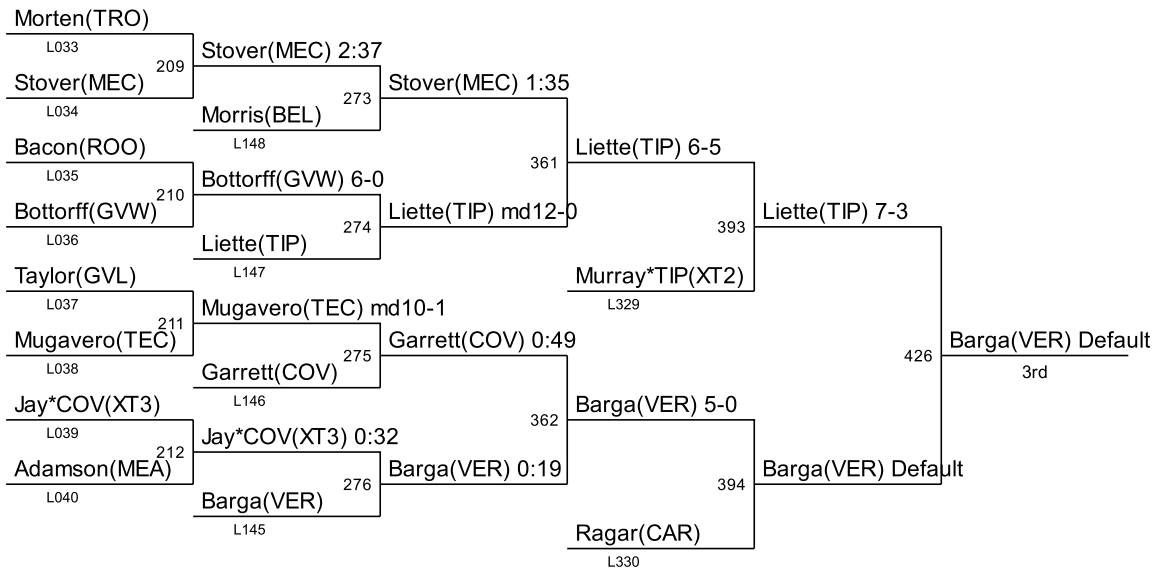 Morten(TRO)
L033
209
Stover(MEC)
L034
Stover(MEC) 2:37
273
Morris(BEL)
L148
Stover(MEC) 1:35
Bacon(ROO)
L035
210
Bottorff(GVW)
L036
Bottorff(GVW) 6-0
274
Liette(TIP)
L147
Liette(TIP) md12-0
361
Liette(TIP) 6-5
393
Murray*TIP(XT2)
L329
Liette(TIP) 7-3
Taylor(GVL)
L037
211
Mugavero(TEC)
L038
Mugavero(TEC) md10-1
275
Garrett(COV)
L146
Garrett(COV) 0:49
Jay*COV(XT3)
L039
212
Adamson(MEA)
L040
Jay*COV(XT3) 0:32
276
Barga(VER)
L145
Barga(VER) 0:19
362
Barga(VER) 5-0
394
Ragar(CAR)
L330
Barga(VER) Default
426
Barga(VER) Default
3rd